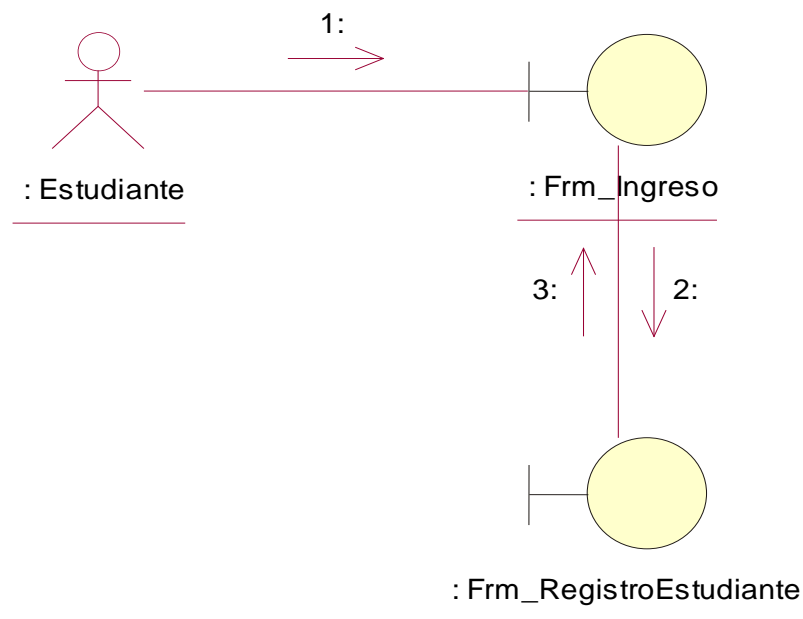 1:
: Estudiante
: Frm_Ingreso
3:
2:
: Frm_RegistroEstudiante